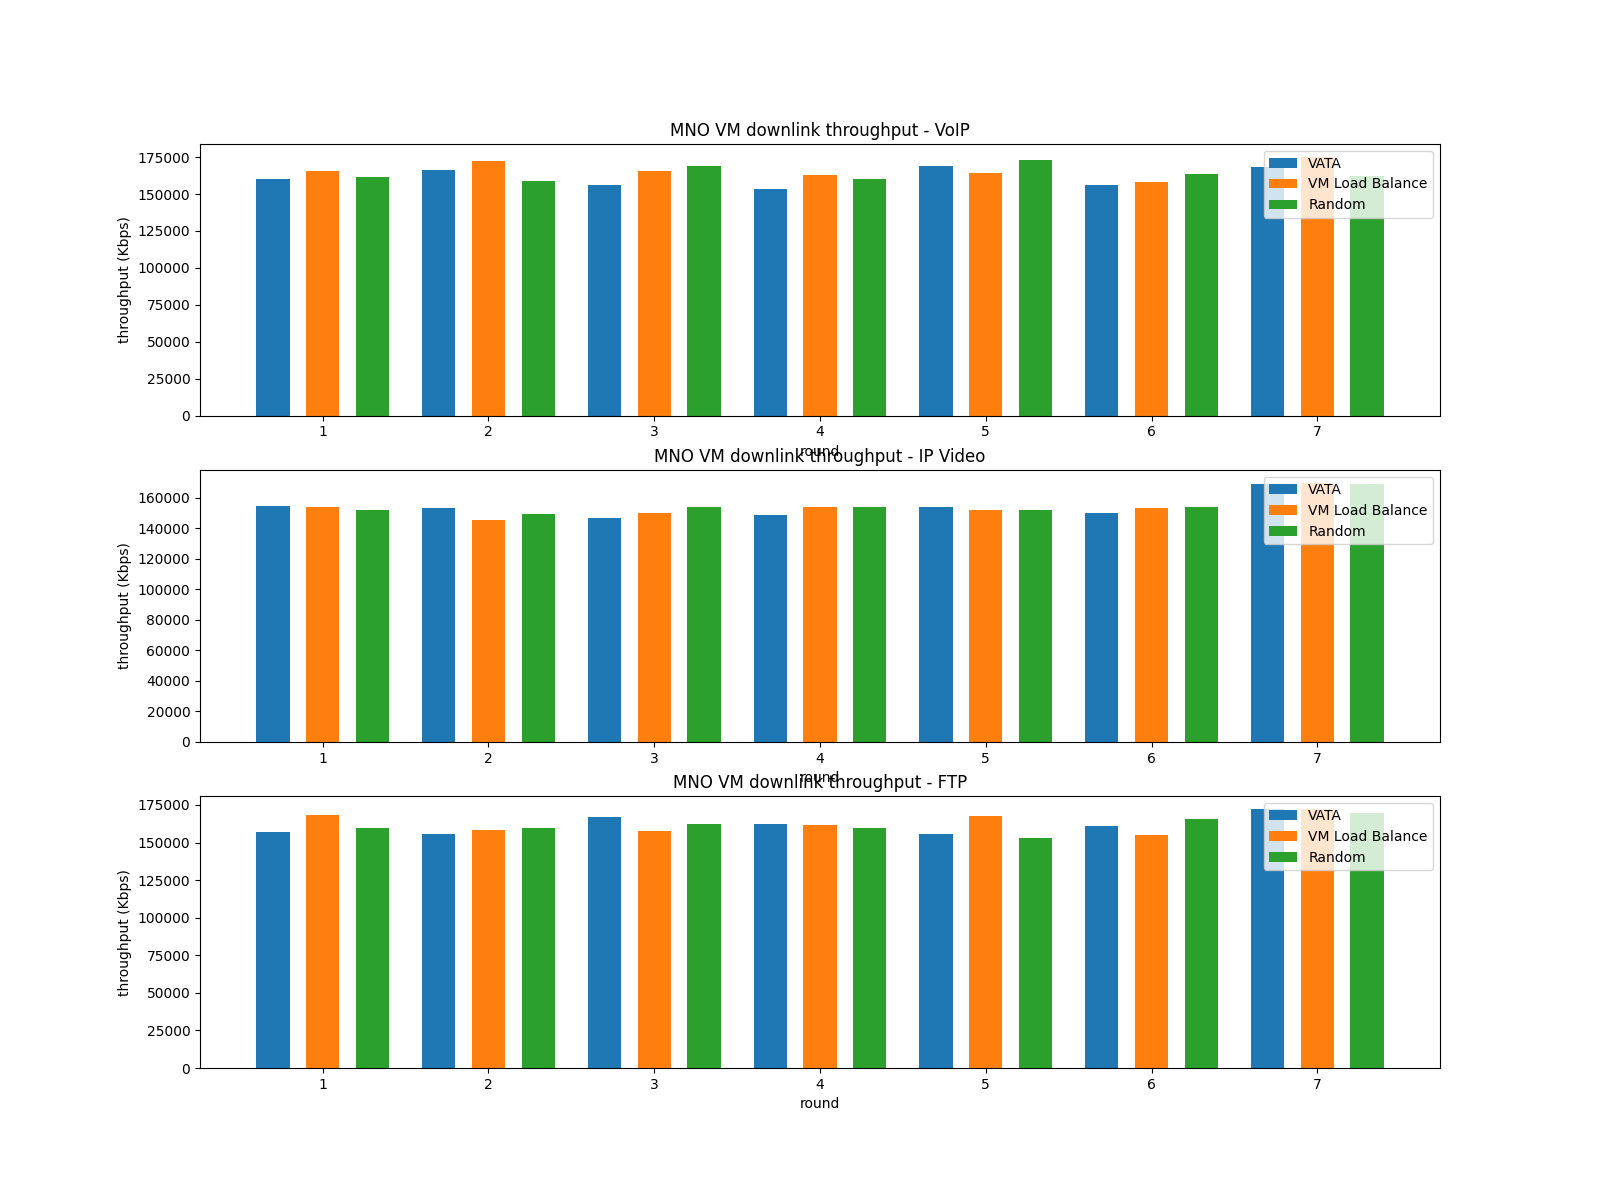 MNO VM downlink throughput - VoIP
throughput (Kbps)
175000
150000
125000
100000
75000
50000
25000
0
VATA
VM Load Balance
Random
1 2 3 4 5 6 7
round
MNO VM downlink throughput - IP Video
throughput (Kbps)
160000
140000
120000
100000
80000
60000
40000
20000
0
VATA
VM Load Balance
Random
1 2 3 4 5 6 7
round
MNO VM downlink throughput - FTP
throughput (Kbps)
175000
150000
125000
100000
75000
50000
25000
0
VATA
VM Load Balance
Random
1 2 3 4 5 6 7
round